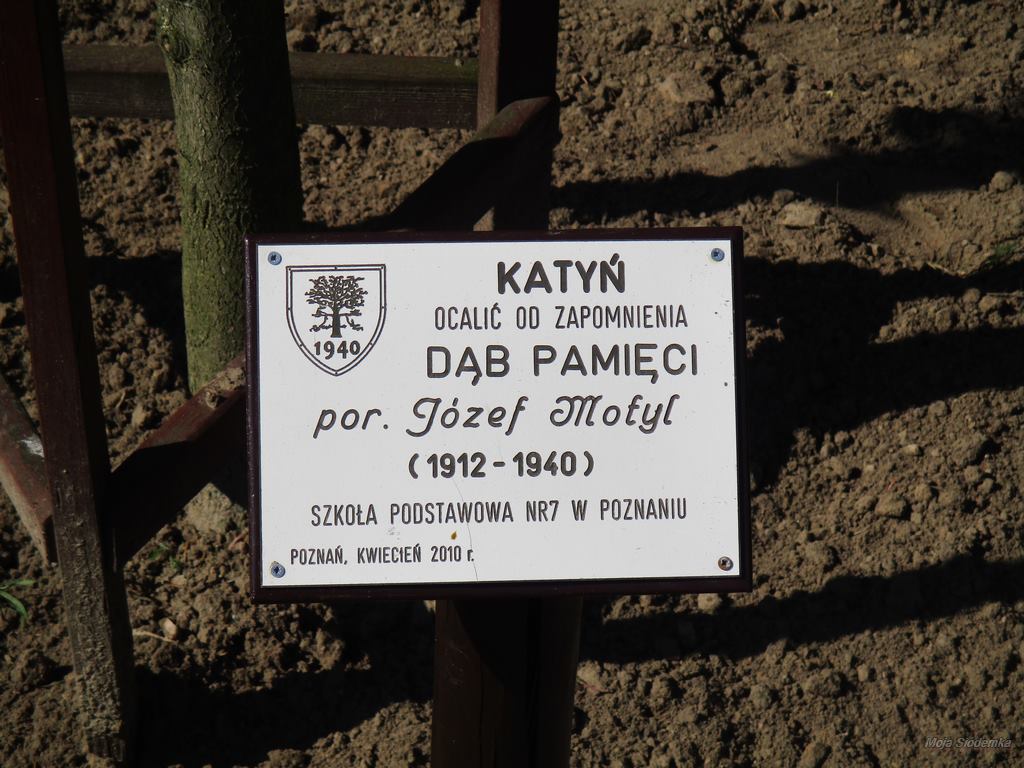 KATYŃ
OCALIĆ OD ZAPOMNIENIA
DĄB PAMIĘCI
1940
por. Józef Motyl
(1912 - 1940)
SZKOŁA PODSTAWOWA NR7 W POZNANIU
POZNAŃ, KWIECIEŃ 2010 r.
Moja Siódemka